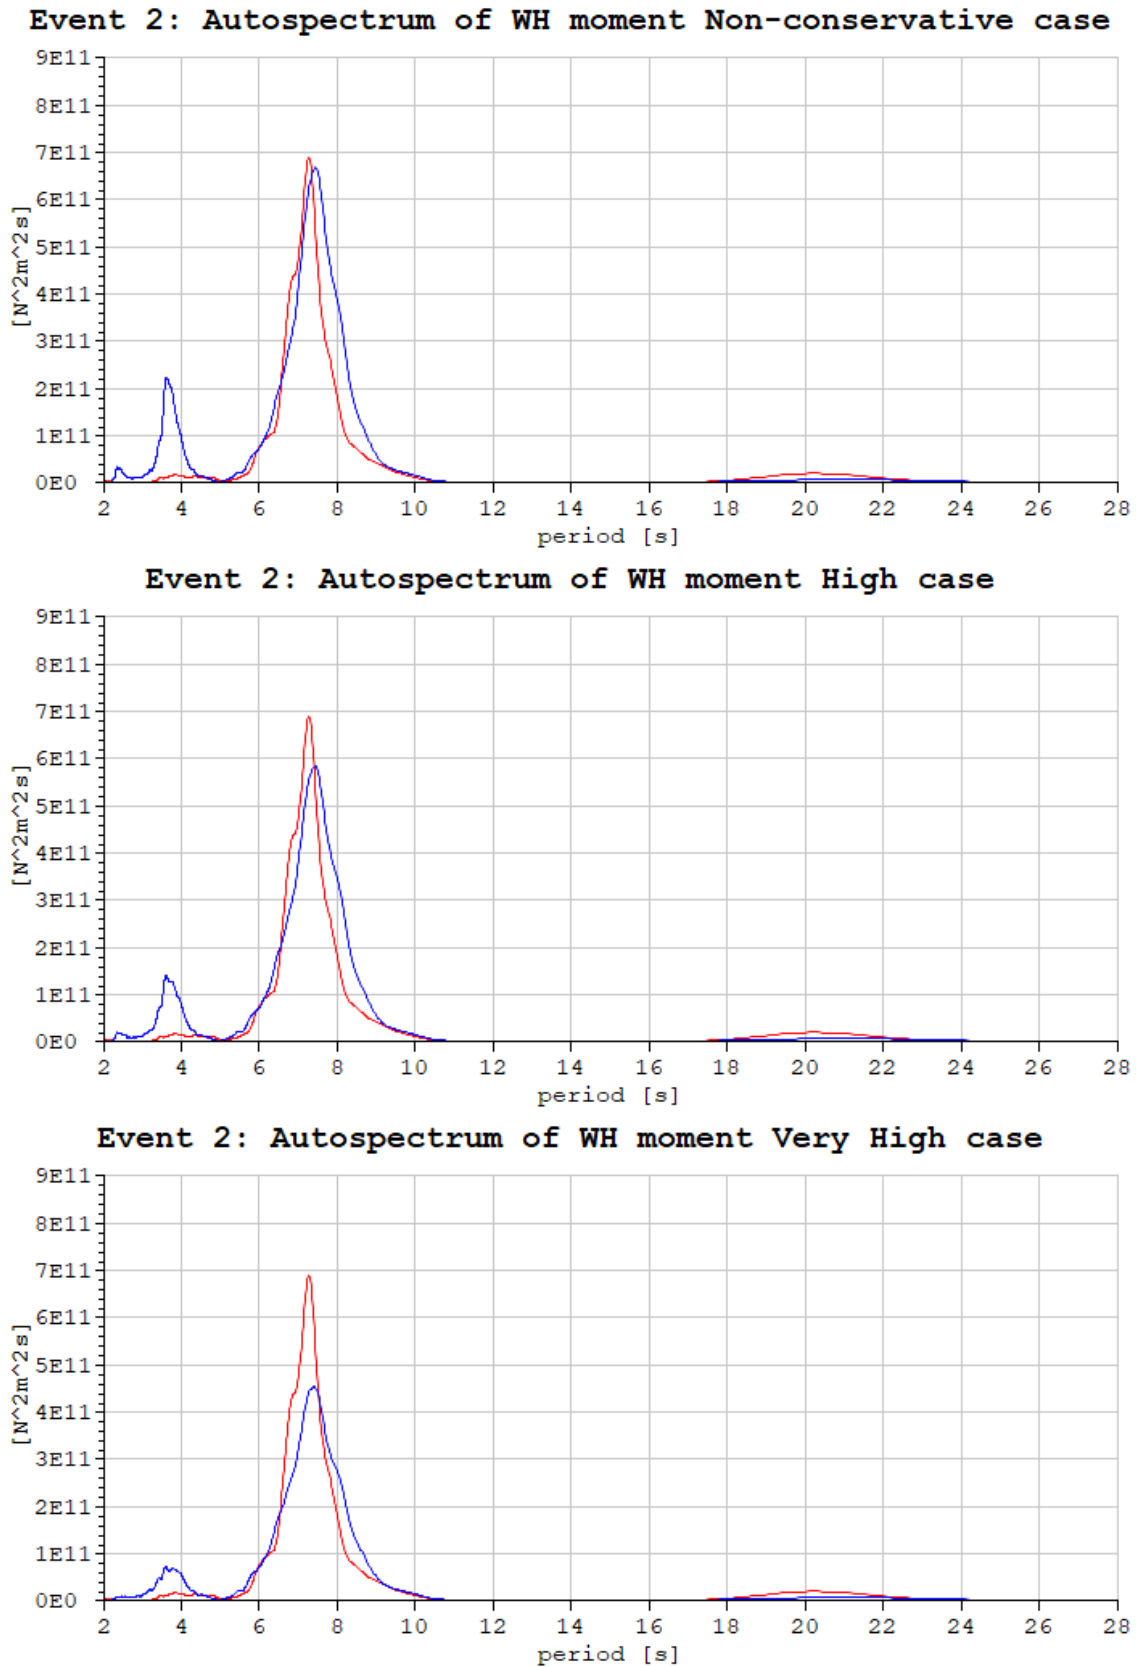 Event 2: Autospectrum of WH moment Non-conservative case
9E11
8E11
7E11
6E11
5E11
4E11
3E11
2E11
1E11
0E0
[N^2m^2s]
2 4 6 8 10 12 14 16 18 20 22 24 26 28
period [s]
Event 2: Autospectrum of WH moment High case
9E11
8E11
7E11
6E11
5E11
4E11
3E11
2E11
1E11
0E0
[N^2m^2s]
2 4 6 8 10 12 14 16 18 20 22 24 26 28
period [s]
Event 2: Autospectrum of WH moment Very High case
9E11
8E11
7E11
6E11
5E11
4E11
3E11
2E11
1E11
0E0
[N^2m^2s]
2 4 6 8 10 12 14 16 18 20 22 24 26 28
period [s]